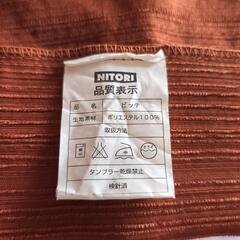 NITORI
品質表示
品名 ピッテ
生地素材 ポリエステル100%
取扱方法
タンブラー乾燥禁止
検針済